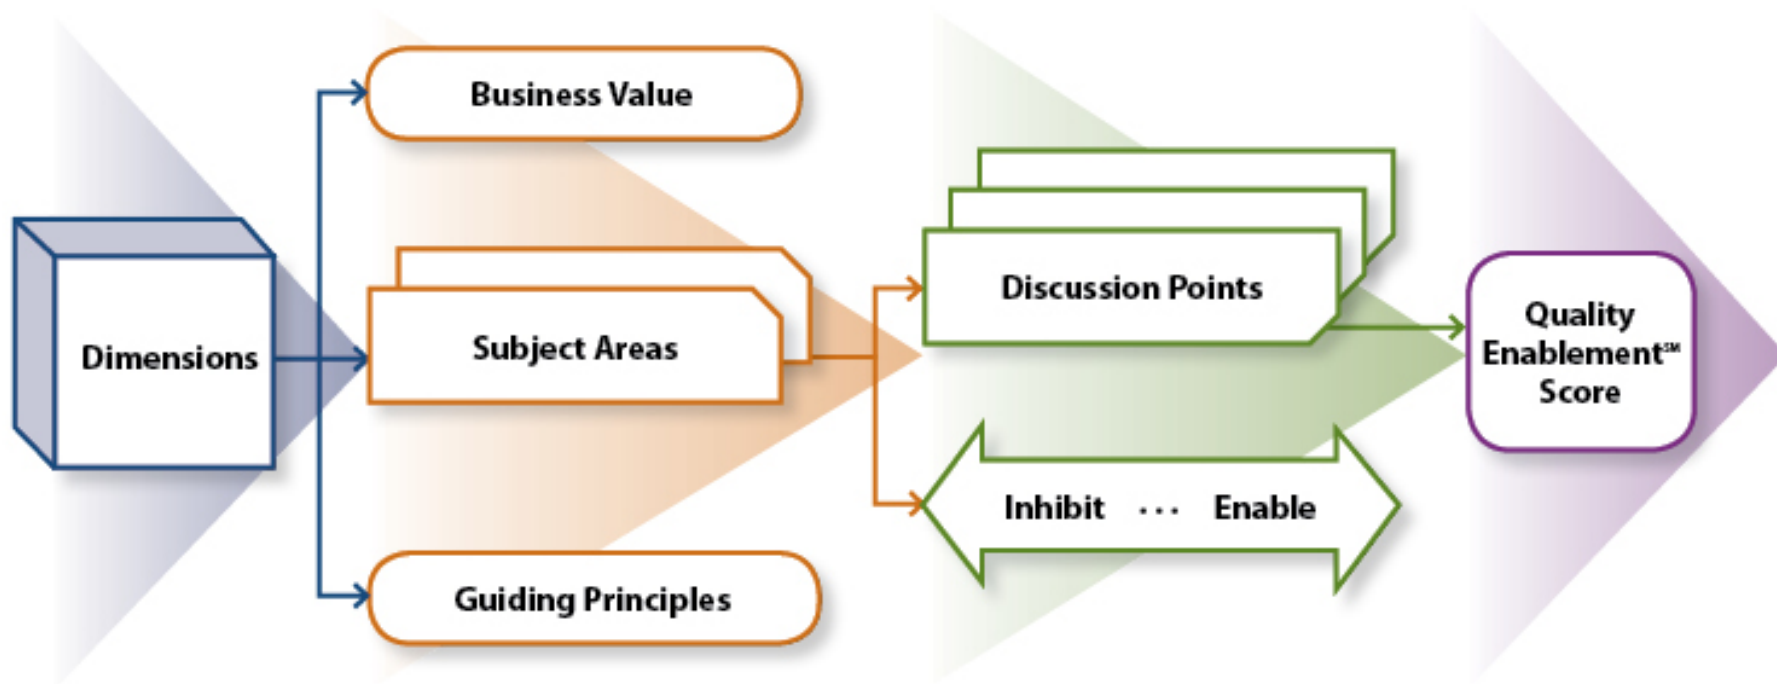 Business Value
Dimensions
Subject Areas
Guiding Principles
Discussion Points
Inhibit ... Enable
Quality
Enablement℠
Score